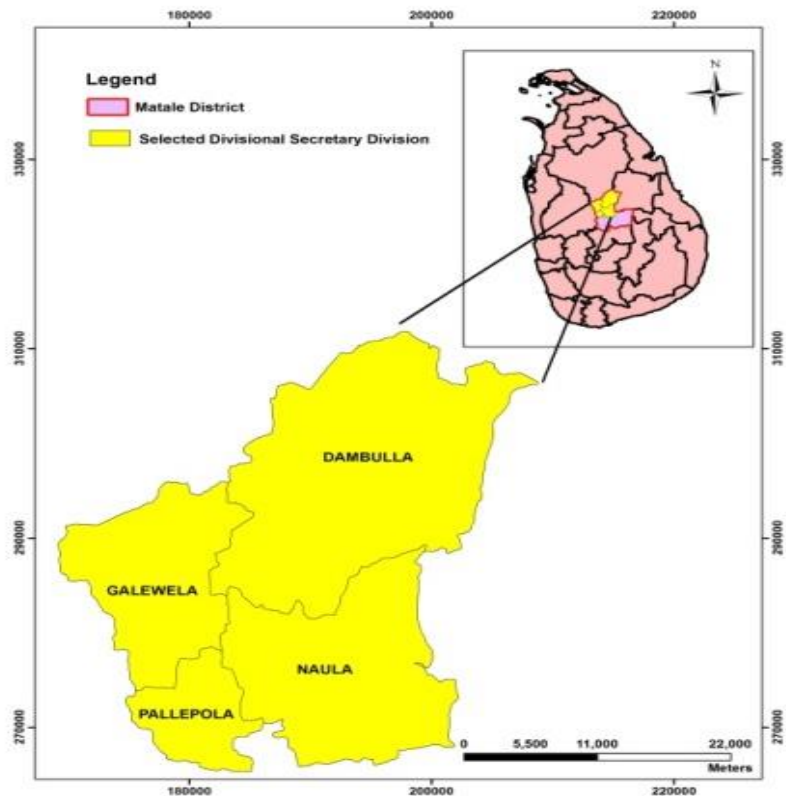 180000 200000 220000
Legend
Matale District
Selected Divisional Secretary Division
N
330000 330000
310000 310000
DAMBULLA
290000 290000
GALEWELA
NAULA
PALLEPOLA
270000 270000
0 5,500 11,000 22,000
Meters
180000 200000 220000